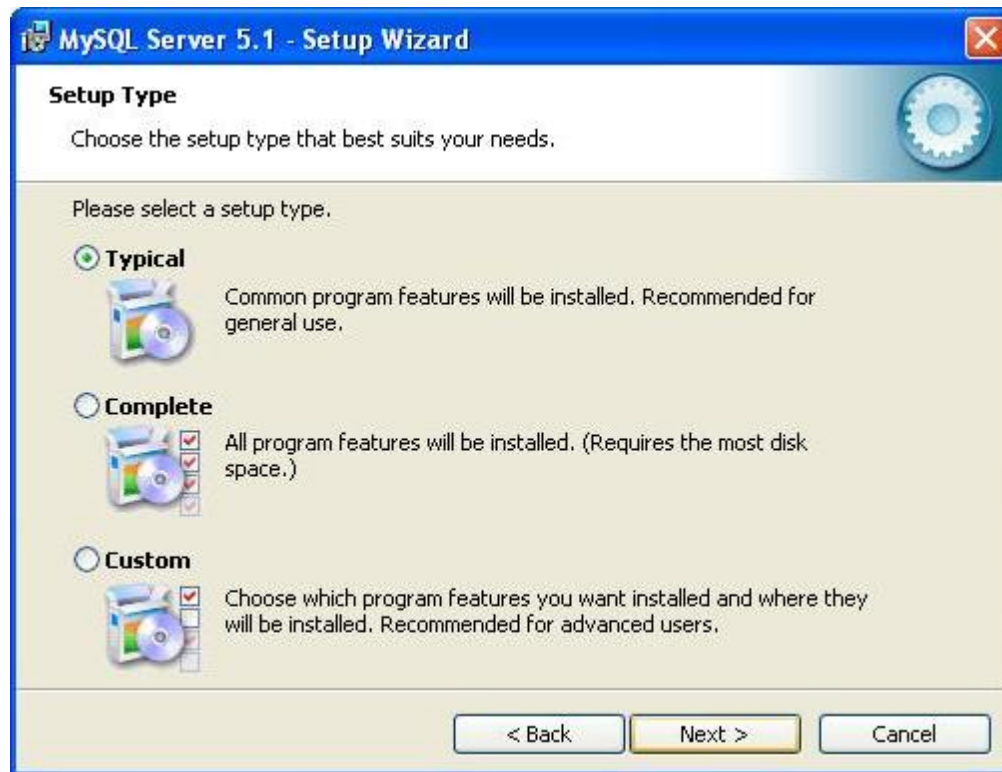 MySQL Server 5.1 - Setup Wizard
Setup Type
Choose the setup type that best suits your needs.
Please select a setup type.
Typical
Common program features will be installed. Recommended for
general use.
Complete
All program features will be installed. (Requires the most disk
space.)
Custom
Choose which program features you want installed and where they
will be installed. Recommended for advanced users.
< Back
Next >
Cancel